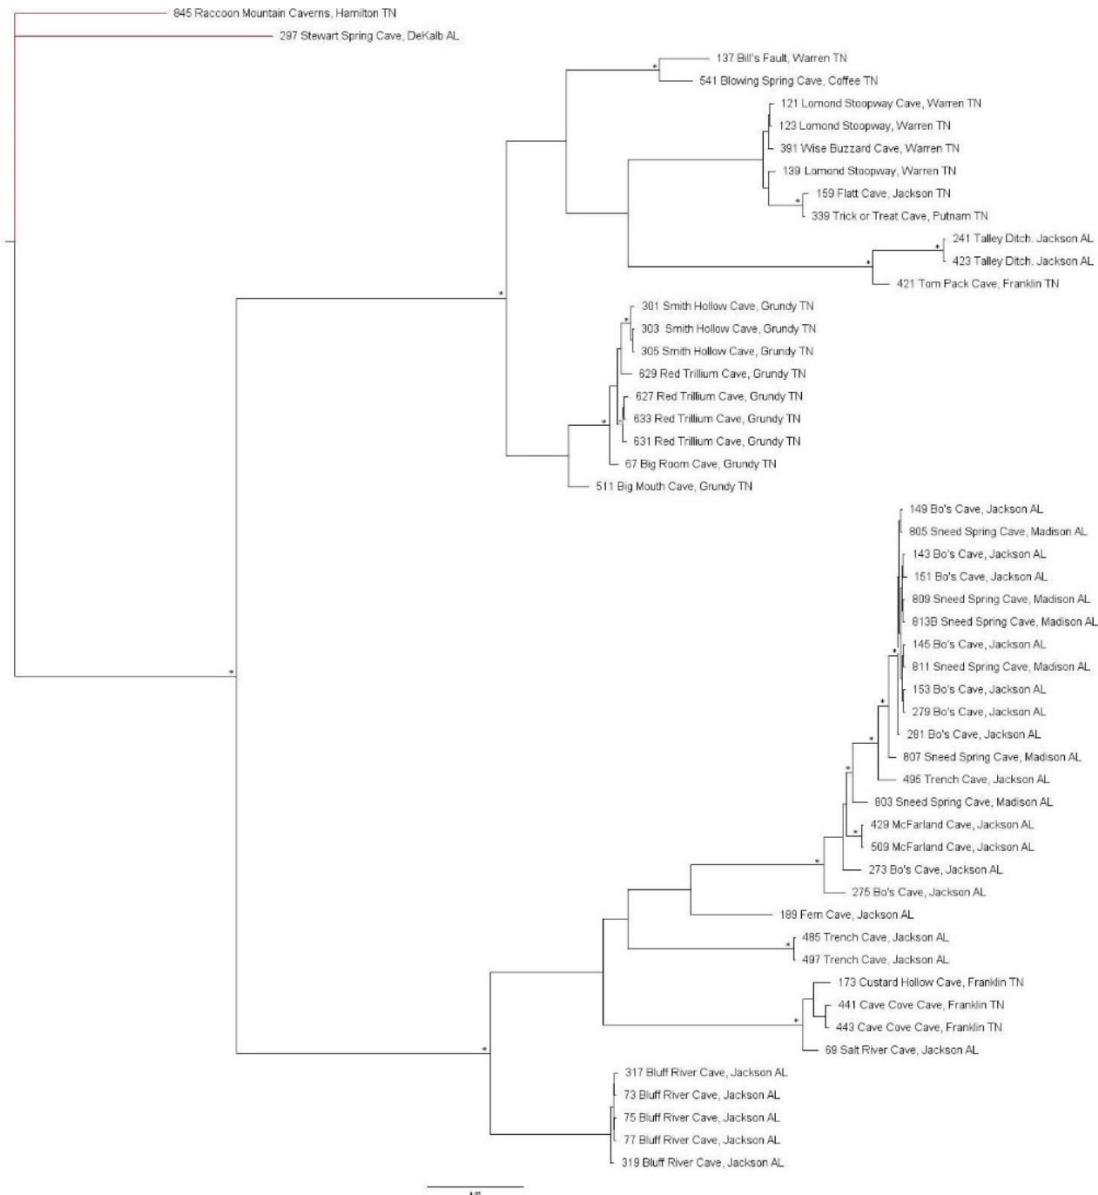 845 Raccoon Mountain Caverns, Hamilton TN
297 Stewart Spring Cave, DeKalb AL
137 Bill's Fault, Warren TN
541 Blowing Spring Cave, Coffee TN
121 Lomond Stoopway Cave, Warren TN
123 Lomond Stoopway, Warren TN
391 Wise Buzzard Cave, Warren TN
139 Lomond Stoopway, Warren TN
159 Flatt Cave, Jackson TN
339 Trick or Treat Cave, Putnam TN
241 Talley Ditch. Jackson AL
423 Talley Ditch. Jackson AL
421 Tom Pack Cave, Franklin TN
301 Smith Hollow Cave, Grundy TN
303 Smith Hollow Cave, Grundy TN
305 Smith Hollow Cave, Grundy TN
629 Red Trillium Cave, Grundy TN
627 Red Trillium Cave, Grundy TN
633 Red Trillium Cave, Grundy TN
631 Red Trillium Cave, Grundy TN
67 Big Room Cave, Grundy TN
511 Big Mouth Cave, Grundy TN
149 Bo's Cave, Jackson AL
805 Sneed Spring Cave, Madison AL
143 Bo's Cave, Jackson AL
151 Bo's Cave, Jackson AL
809 Sneed Spring Cave, Madison AL
813B Sneed Spring Cave, Madison AL
145 Bo's Cave, Jackson AL
811 Sneed Spring Cave, Madison AL
153 Bo's Cave, Jackson AL
279 Bo's Cave, Jackson AL
281 Bo's Cave, Jackson AL
807 Sneed Spring Cave, Madison AL
495 Trench Cave, Jackson AL
803 Sneed Spring Cave, Madison AL
429 McFarland Cave, Jackson AL
509 McFarland Cave, Jackson AL
273 Bo's Cave, Jackson AL
275 Bo's Cave, Jackson AL
189 Fern Cave, Jackson AL
485 Trench Cave, Jackson AL
497 Trench Cave, Jackson AL
173 Custard Hollow Cave, Franklin TN
441 Cave Cove Cave, Franklin TN
443 Cave Cove Cave, Franklin TN
69 Salt River Cave, Jackson AL
317 Bluff River Cave, Jackson AL
73 Bluff River Cave, Jackson AL
75 Bluff River Cave, Jackson AL
77 Bluff River Cave, Jackson AL
319 Bluff River Cave, Jackson AL